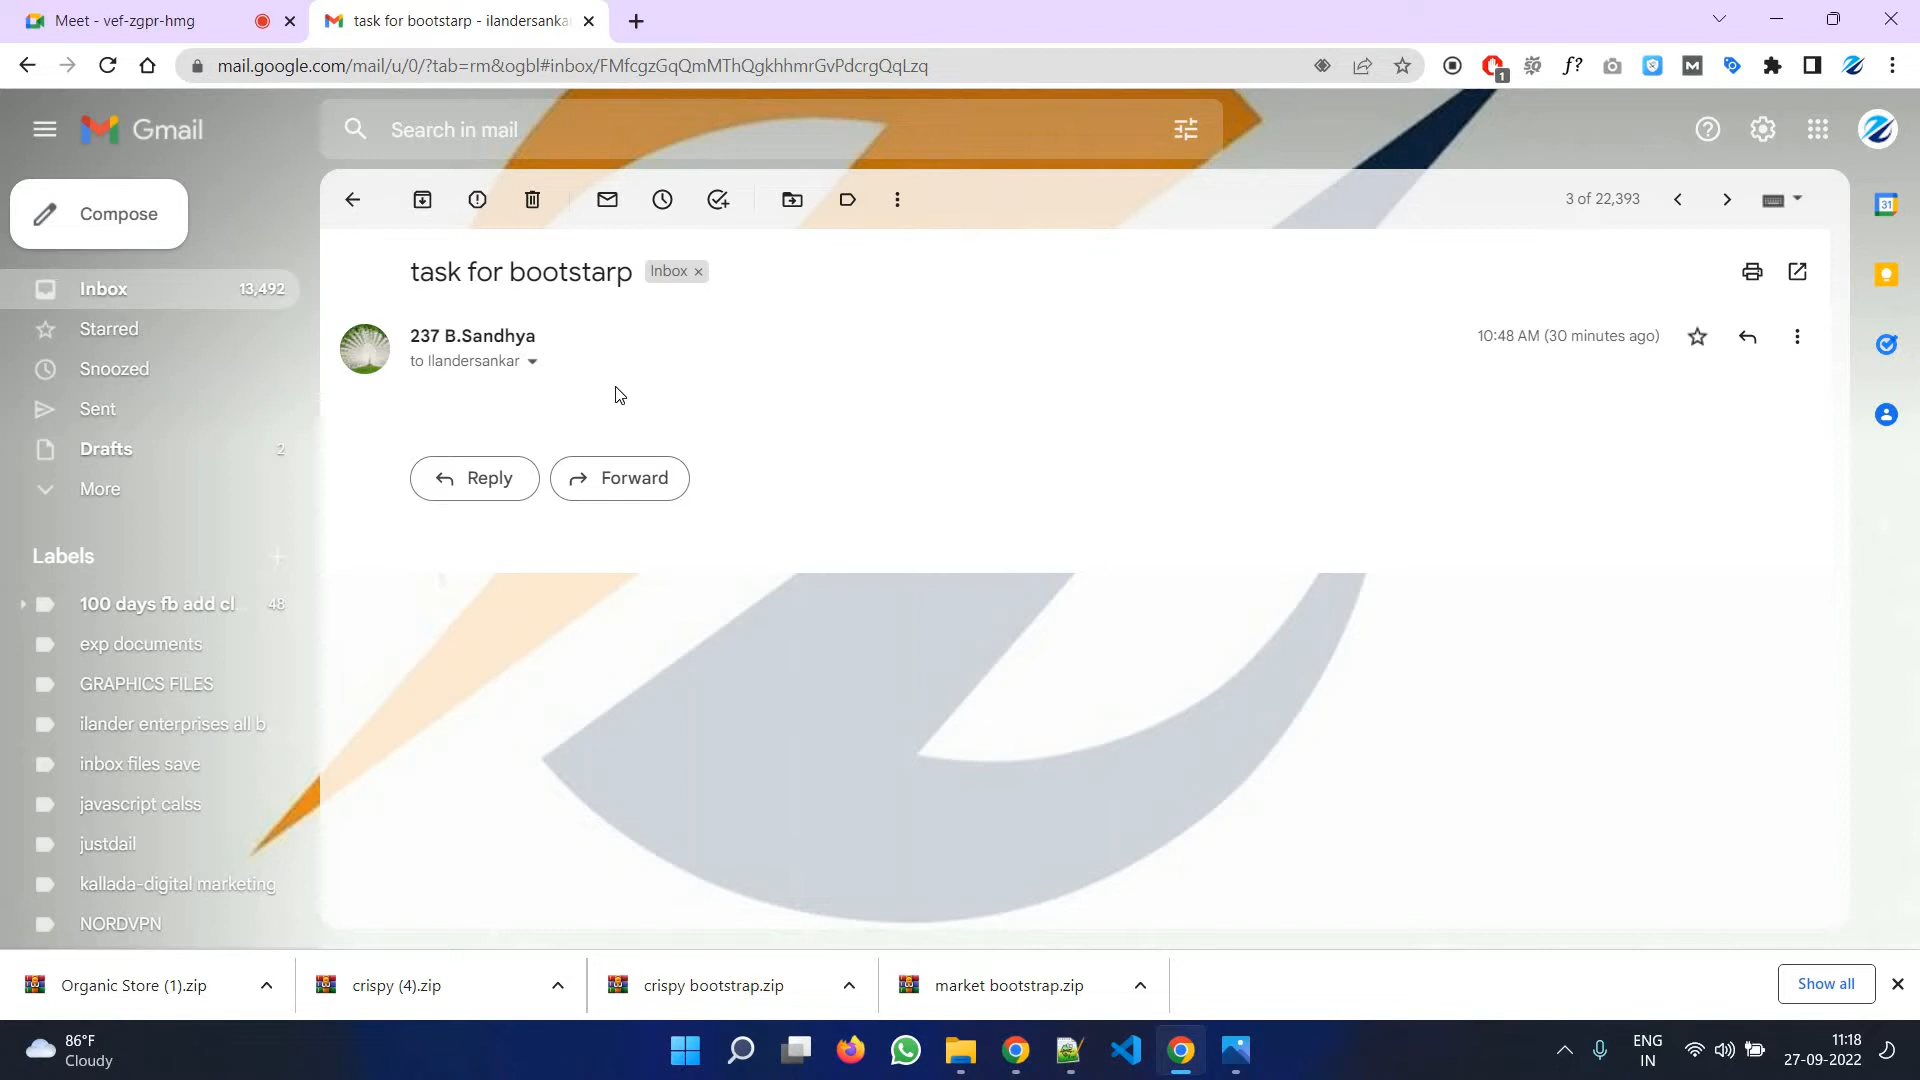 Meet - vef-zgpr-hmg
task for bootstarp - ilandersanka
mail.google.com/mail/u/0/?tab=rm&ogbl#inbox/FMfcgzGqQmMThQgkhhmrGvPdcrgQqLzq
1
f?
Gmail
Search in mail
Compose
3 of 22,393
31
Inbox 13,492
Starred
Snoozed
Sent
Drafts 2
More
Labels
100 days fb add cl... 48
exp documents
GRAPHICS FILES
ilander enterprises all b
inbox files save
javascript calss
justdail
kallada-digital marketing
NORDVPN
task for bootstarp Inbox ×
237 B.Sandhya
10:48 AM (30 minutes ago)
to Ilandersankar
Reply
Forward
Organic Store (1).zip
crispy (4).zip
crispy bootstrap.zip
market bootstrap.zip
Show all
86°F
Cloudy
ENG
IN
11:18
27-09-2022